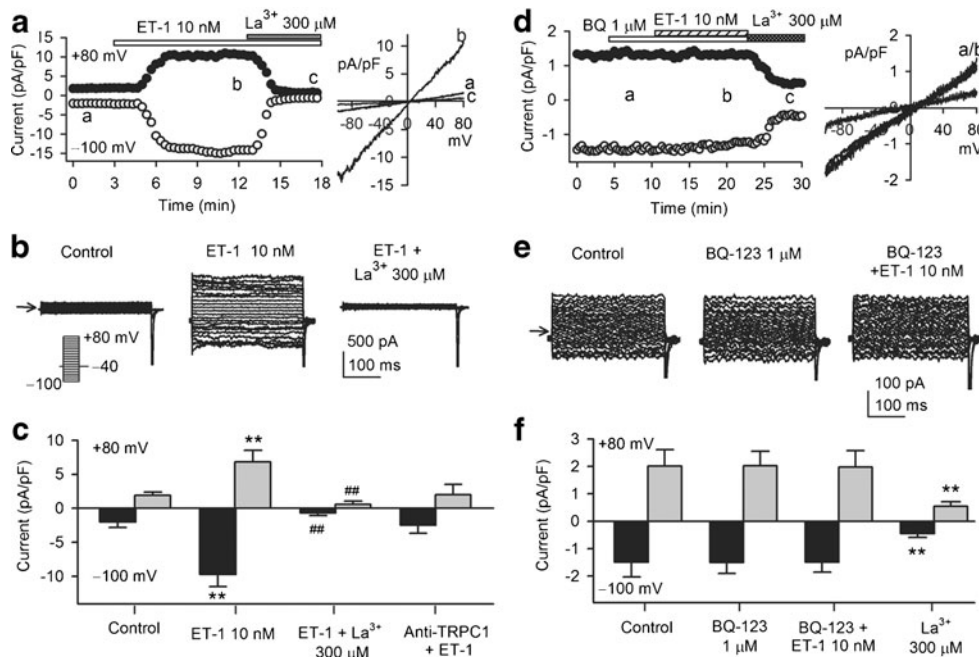 a
ET-1 10 nM
La³⁺ 300 μM
Current (pA/pF)
15
10
5
0
-5
-10
-15
+80 mV
−100 mV
a
b
c
0 3 6 9 12 15 18
Time (min)
pA/pF
10
5
-5
-10
-15
-80 -40 0 40 80
mV
b
a
c
d
BQ 1 μM
ET-1 10 nM
La³⁺ 300 μM
Current (pA/pF)
2
1
0
-1
a
b
c
0 5 10 15 20 25 30
Time (min)
pA/pF
2
1
-1
-2
-80 -40 0 40 80
mV
a/b
c
b
Control
ET-1 10 nM
ET-1 +
La³⁺ 300 μM
+80 mV
−40
−100
500 pA
100 ms
e
Control
BQ-123 1 μM
BQ-123
+ET-1 10 nM
100 pA
100 ms
c
Current (pA/pF)
10
5
0
-5
-10
+80 mV
−100 mV
**
**
##
##
Control
ET-1 10 nM
ET-1 + La³⁺
300 μM
Anti-TRPC1
+ ET-1
f
Current (pA/pF)
3
2
1
0
-1
-2
+80 mV
−100 mV
**
**
Control
BQ-123
1 μM
BQ-123 +
ET-1 10 nM
La³⁺
300 μM